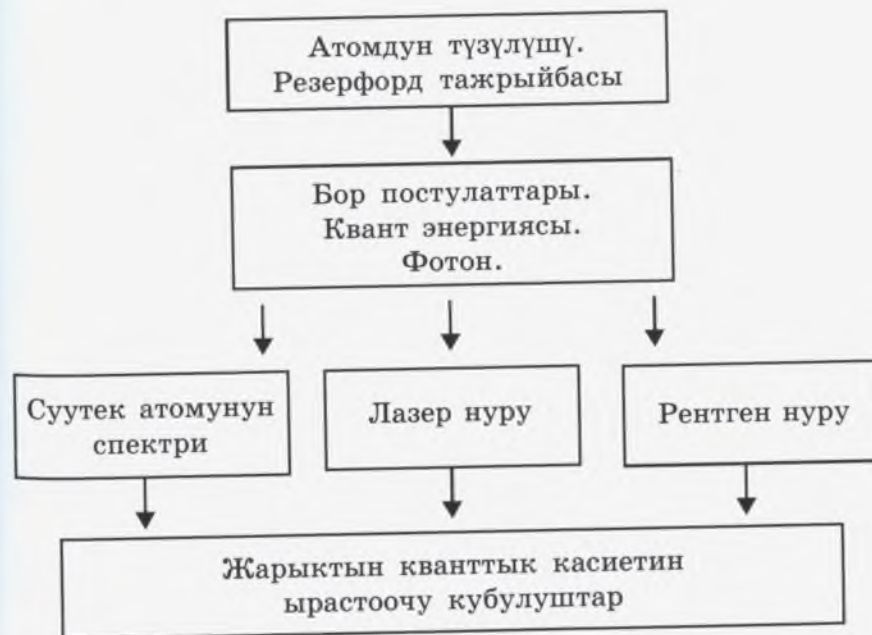 Атомдун түзүлүшү.
Резерфорд тажрыйбасы
Бор постулаттары.
Квант энергиясы.
Фотон.
Суутек атомунун
спектри
Лазер нуру
Рентген нуру
Жарыктын кванттык касиетин
ырастоочу кубулуштар